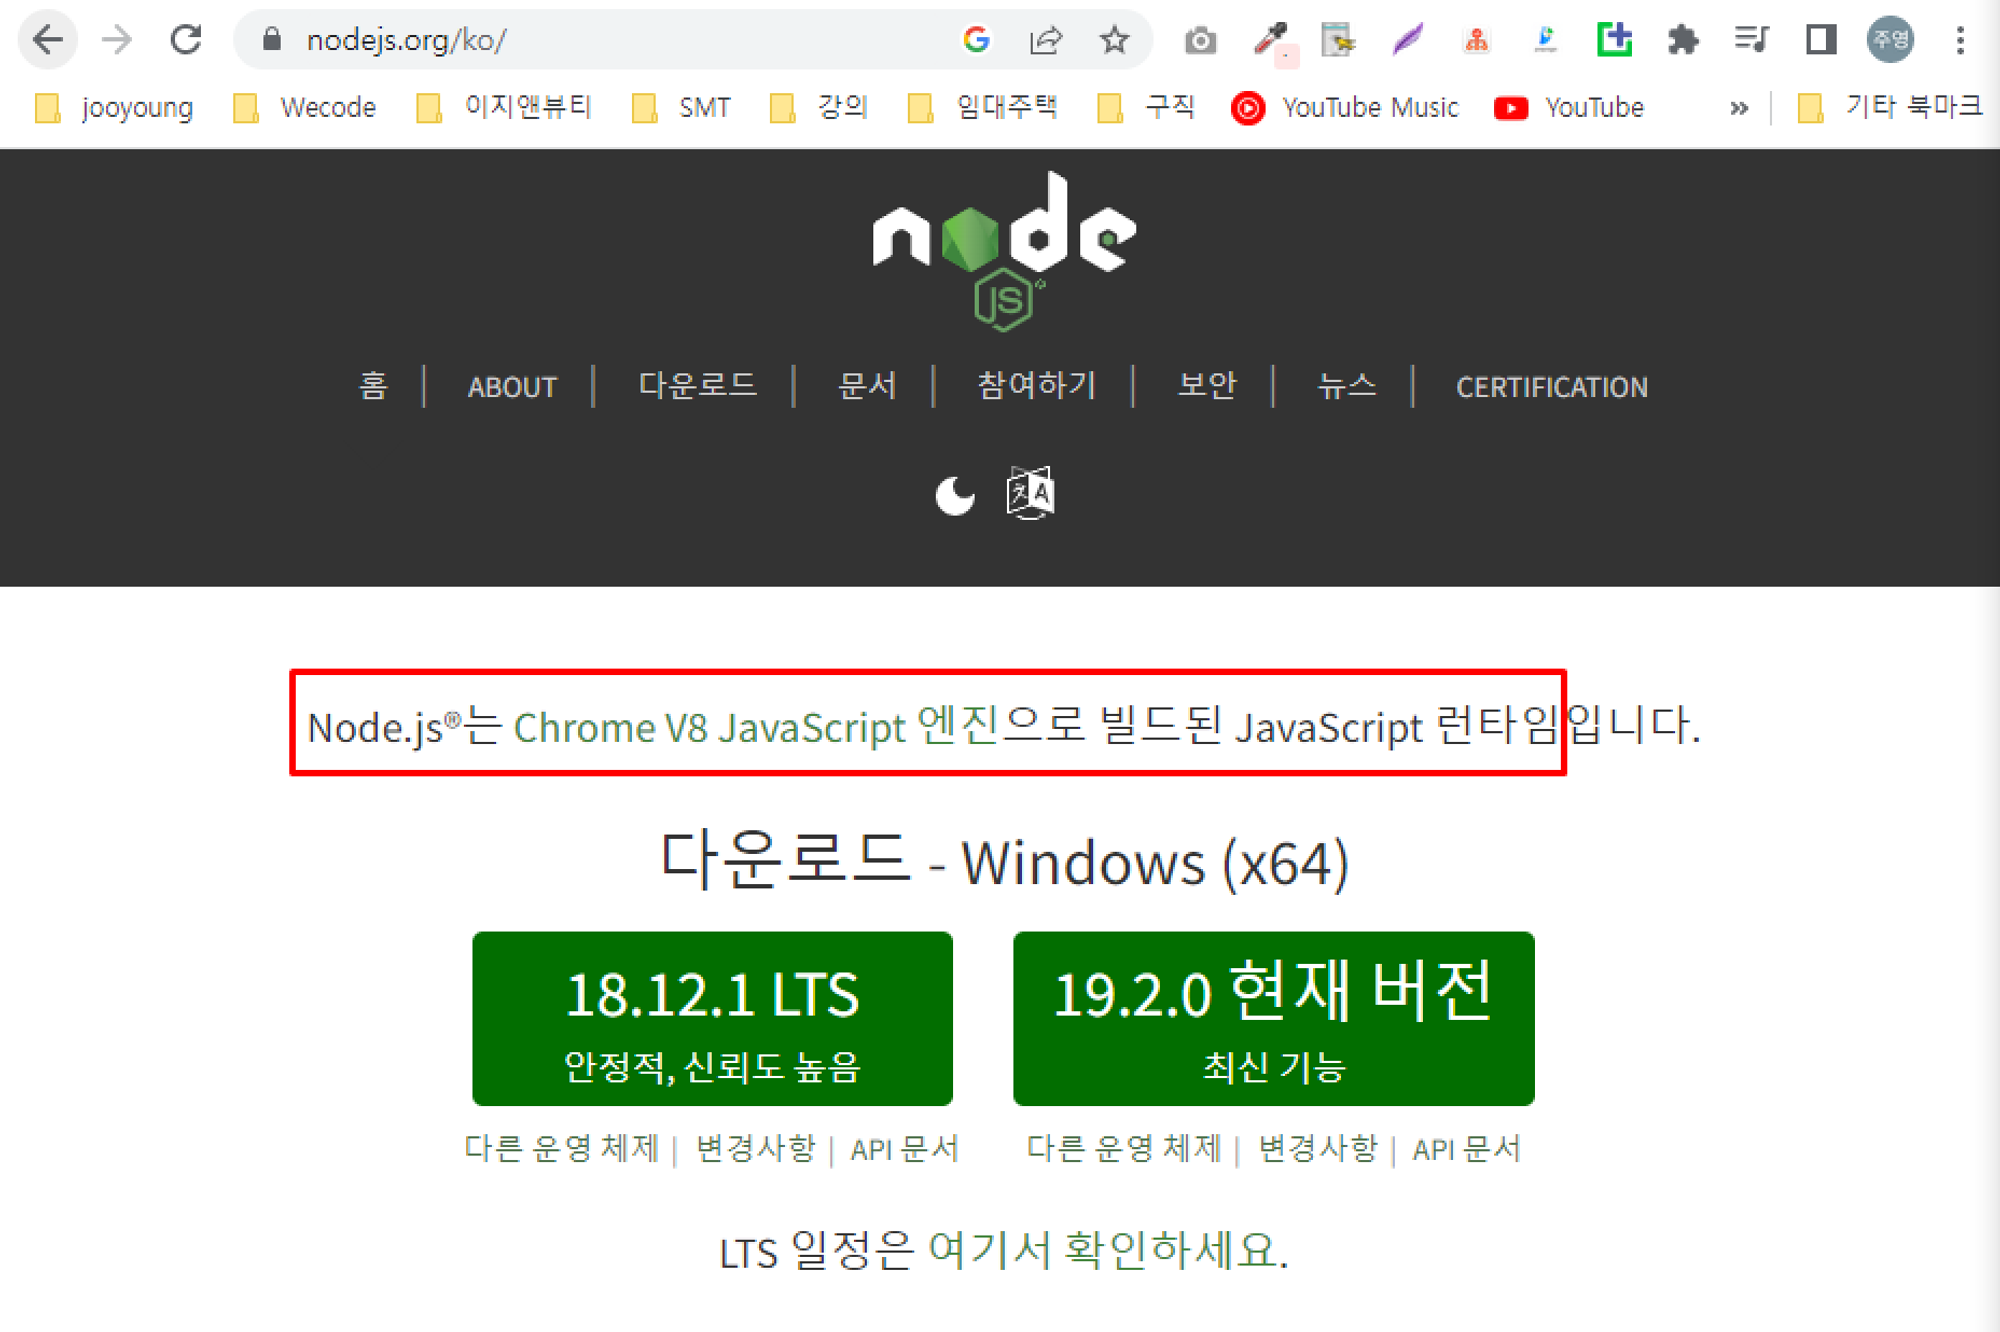 nodejs.org/ko/
주영
jooyoung Wecode 이지앤뷰티 SMT 강의 임대주택 구직 YouTube Music YouTube » 기타 북마크
node
JS
홈 | ABOUT | 다운로드 | 문서 | 참여하기 | 보안 | 뉴스 | CERTIFICATION
Node.js®는 Chrome V8 JavaScript 엔진으로 빌드된 JavaScript 런타임입니다.
다운로드 - Windows (x64)
18.12.1 LTS
안정적, 신뢰도 높음
19.2.0 현재 버전
최신 기능
다른 운영 체제 | 변경사항 | API 문서
다른 운영 체제 | 변경사항 | API 문서
LTS 일정은 여기서 확인하세요.